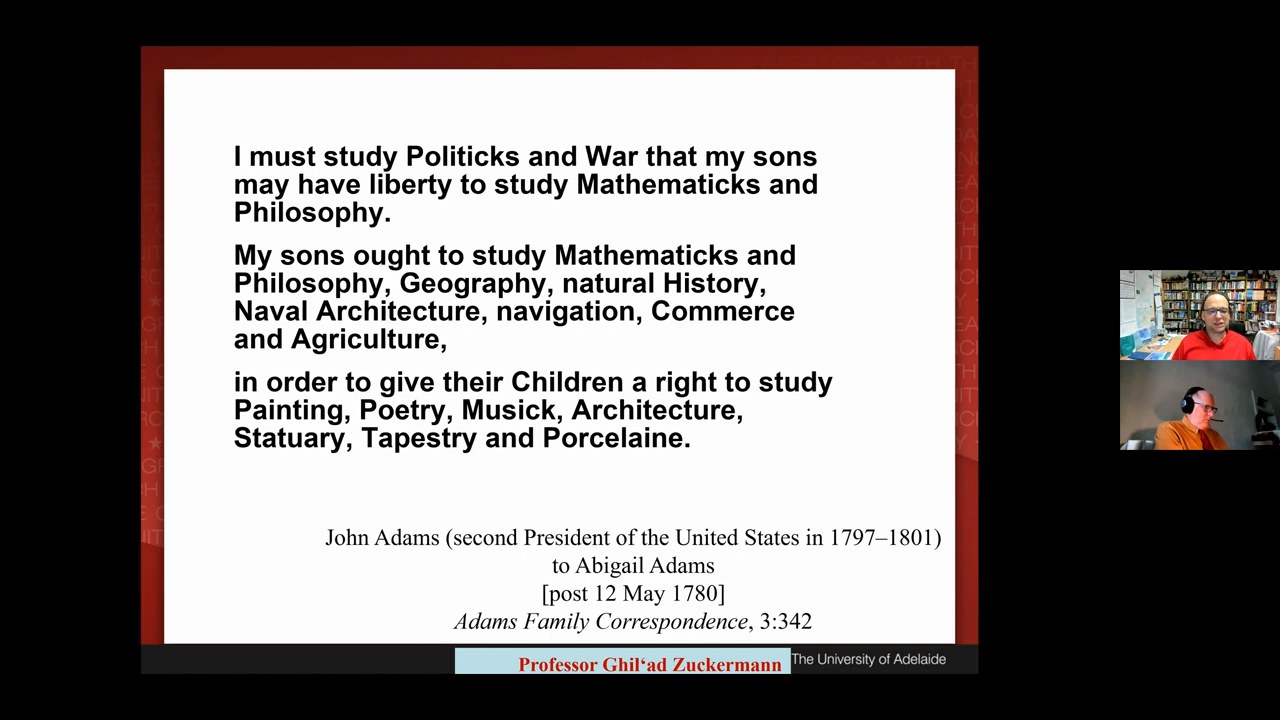 I must study Politicks and War that my sons
may have liberty to study Mathematicks and
Philosophy.
My sons ought to study Mathematicks and
Philosophy, Geography, natural History,
Naval Architecture, navigation, Commerce
and Agriculture,
in order to give their Children a right to study
Painting, Poetry, Musick, Architecture,
Statuary, Tapestry and Porcelaine.
John Adams (second President of the United States in 1797–1801)
to Abigail Adams
[post 12 May 1780]
Adams Family Correspondence, 3:342
Professor Ghil‘ad Zuckermann
The University of Adelaide